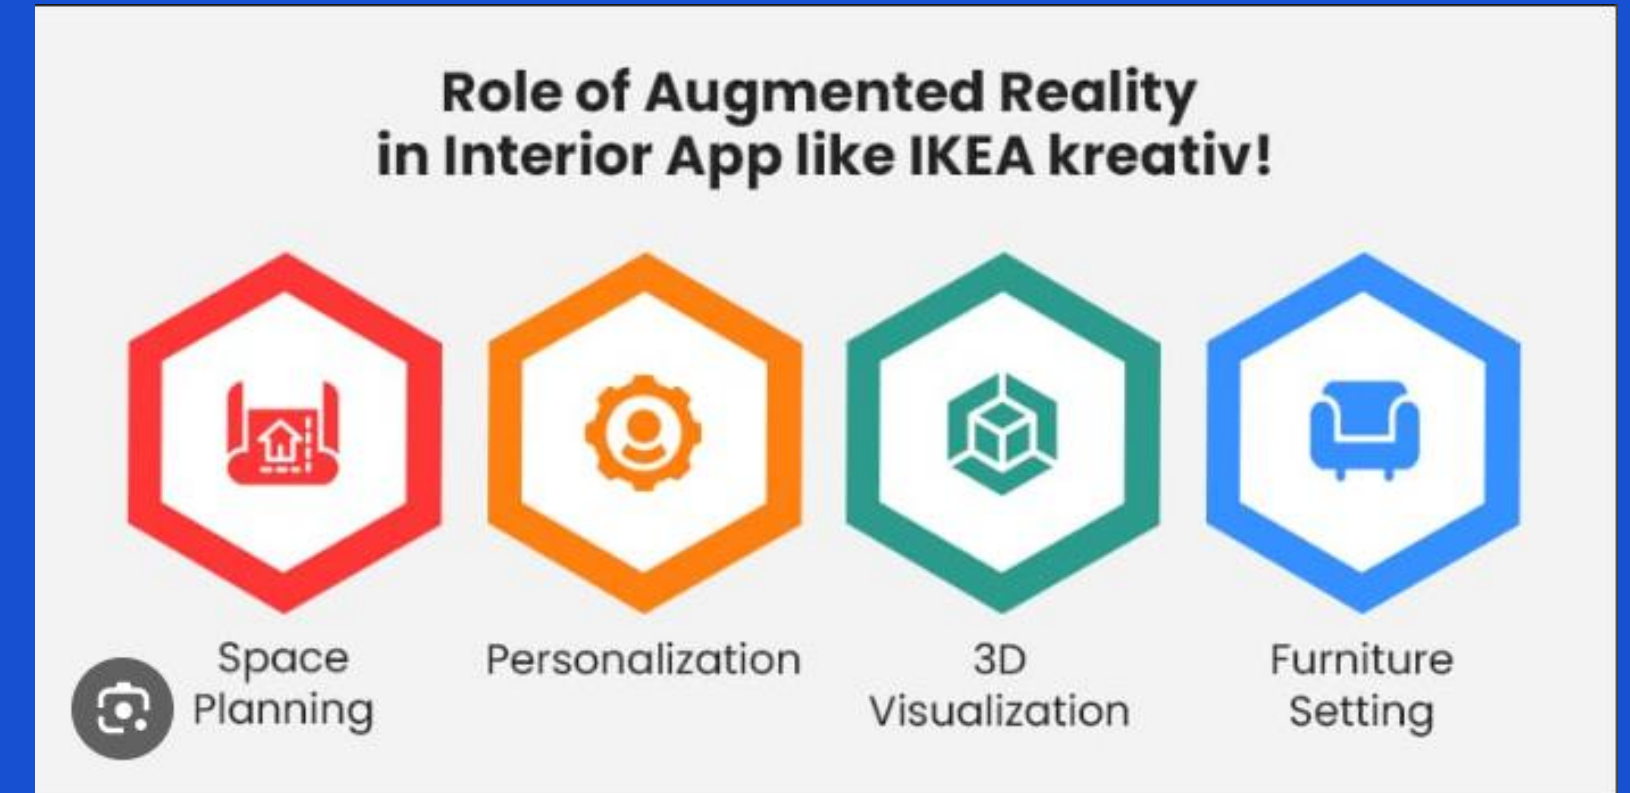 Role of Augmented Reality
in Interior App like IKEA kreativ!
Space
Planning
Personalization
3D
Visualization
Furniture
Setting